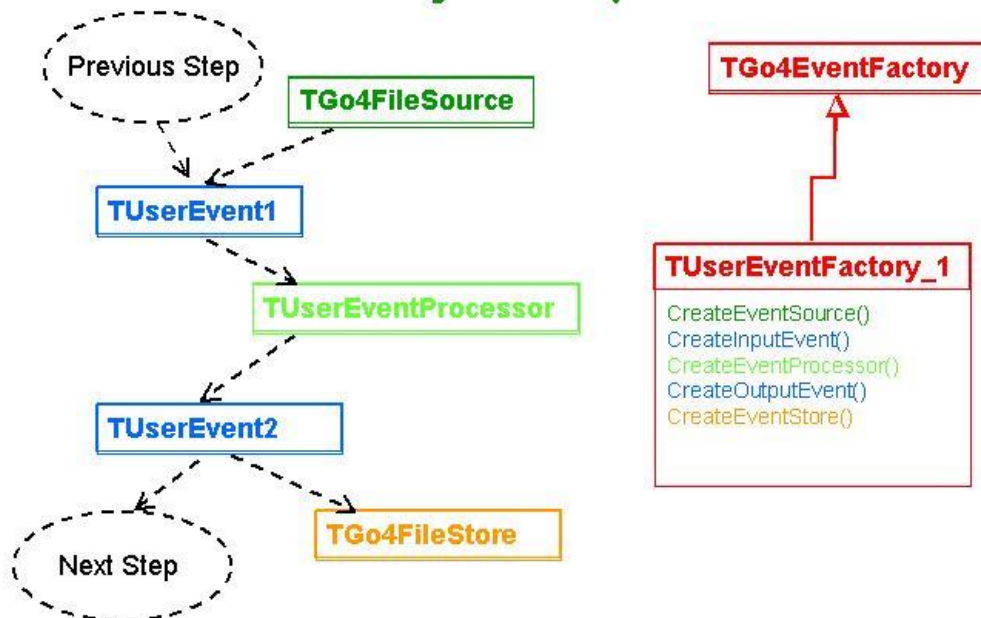 Previous Step
TGo4FileSource
TUserEvent1
TUserEventProcessor
TUserEvent2
TGo4FileStore
Next Step
TGo4EventFactory
TUserEventFactory_1
CreateEventSource()
CreateInputEvent()
CreateEventProcessor()
CreateOutputEvent()
CreateEventStore()